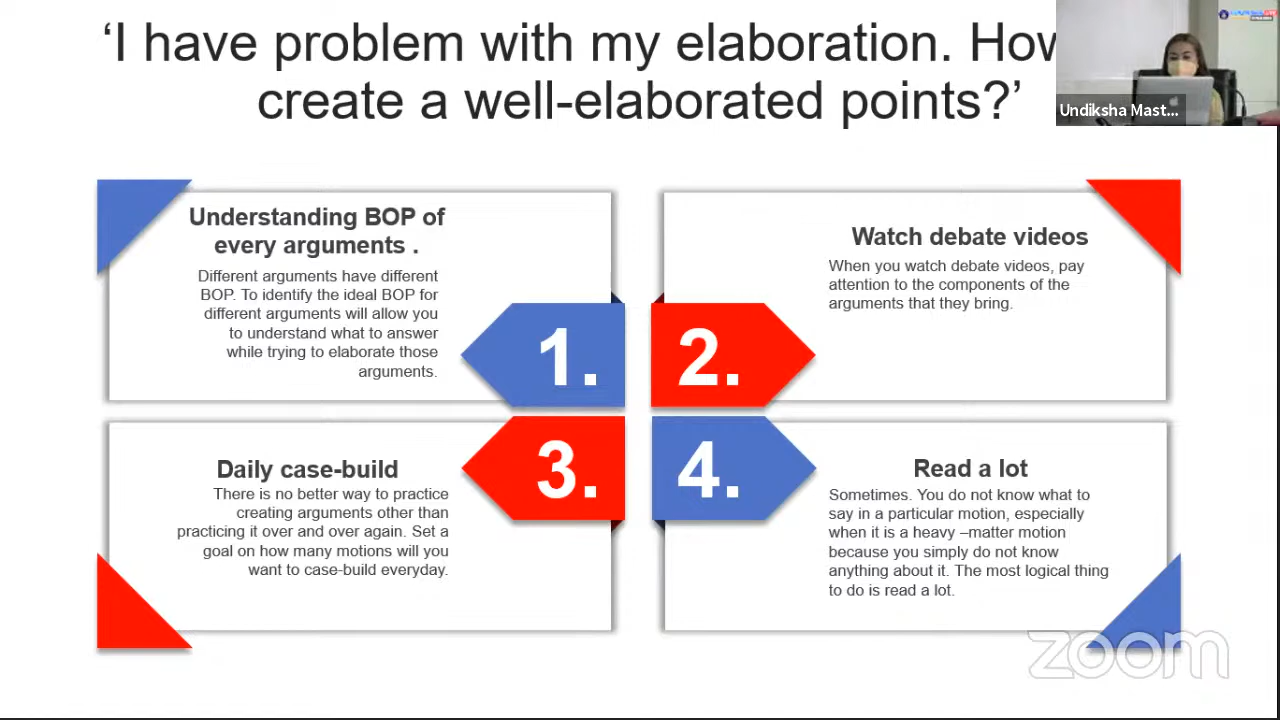 ‘I have problem with my elaboration. How
create a well-elaborated points?’
Undiksha Mast...
Understanding BOP of
every arguments .
Different arguments have different
BOP. To identify the ideal BOP for
different arguments will allow you
to understand what to answer
while trying to elaborate those
arguments.
1.
Watch debate videos
When you watch debate videos, pay
attention to the components of the
arguments that they bring.
2.
Daily case-build
There is no better way to practice
creating arguments other than
practicing it over and over again. Set a
goal on how many motions will you
want to case-build everyday.
3.
Read a lot
Sometimes. You do not know what to
say in a particular motion, especially
when it is a heavy –matter motion
because you simply do not know
anything about it. The most logical thing
to do is read a lot.
4.
zoom